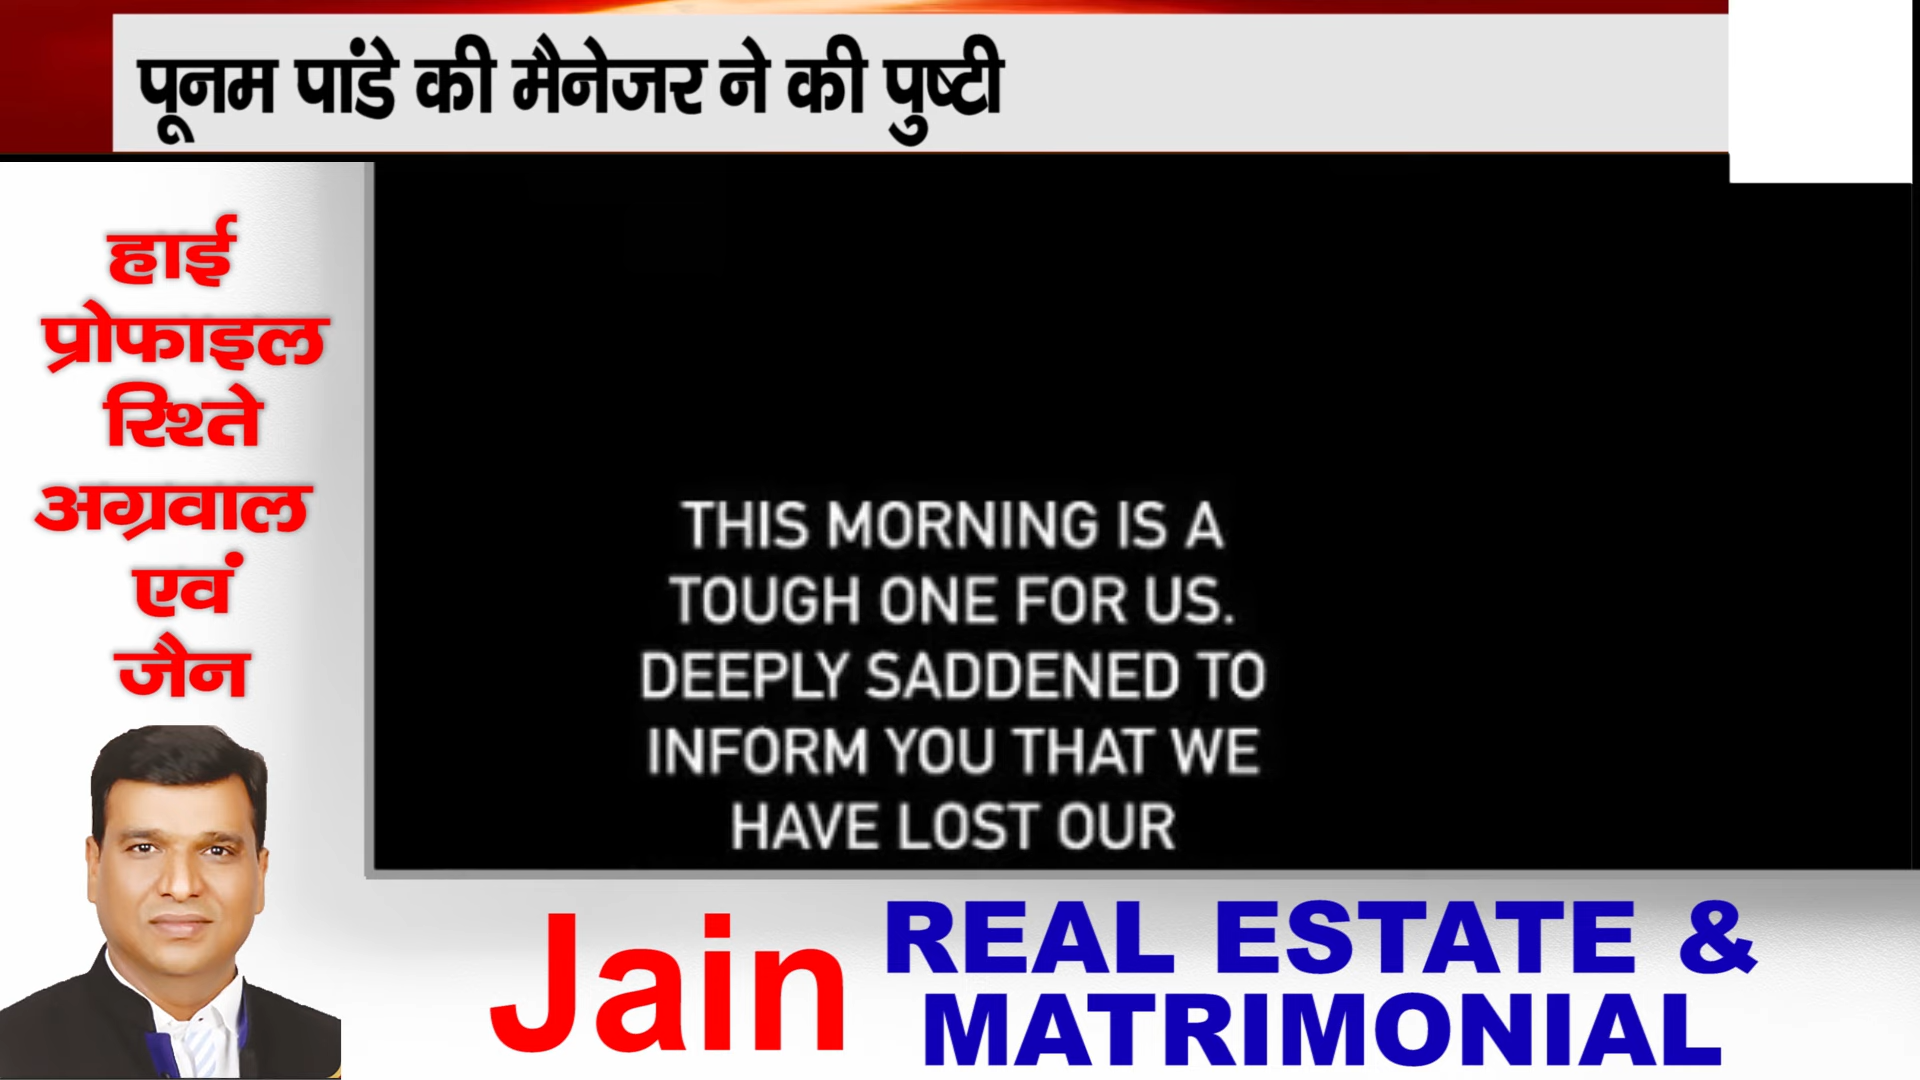 पूनम पांडे की मैनेजर ने की पुष्टी
हाई
प्रोफाइल
रिश्ते
अग्रवाल
एवं
जैन
THIS MORNING IS A
TOUGH ONE FOR US.
DEEPLY SADDENED TO
INFORM YOU THAT WE
HAVE LOST OUR
Jain
REAL ESTATE &
MATRIMONIAL